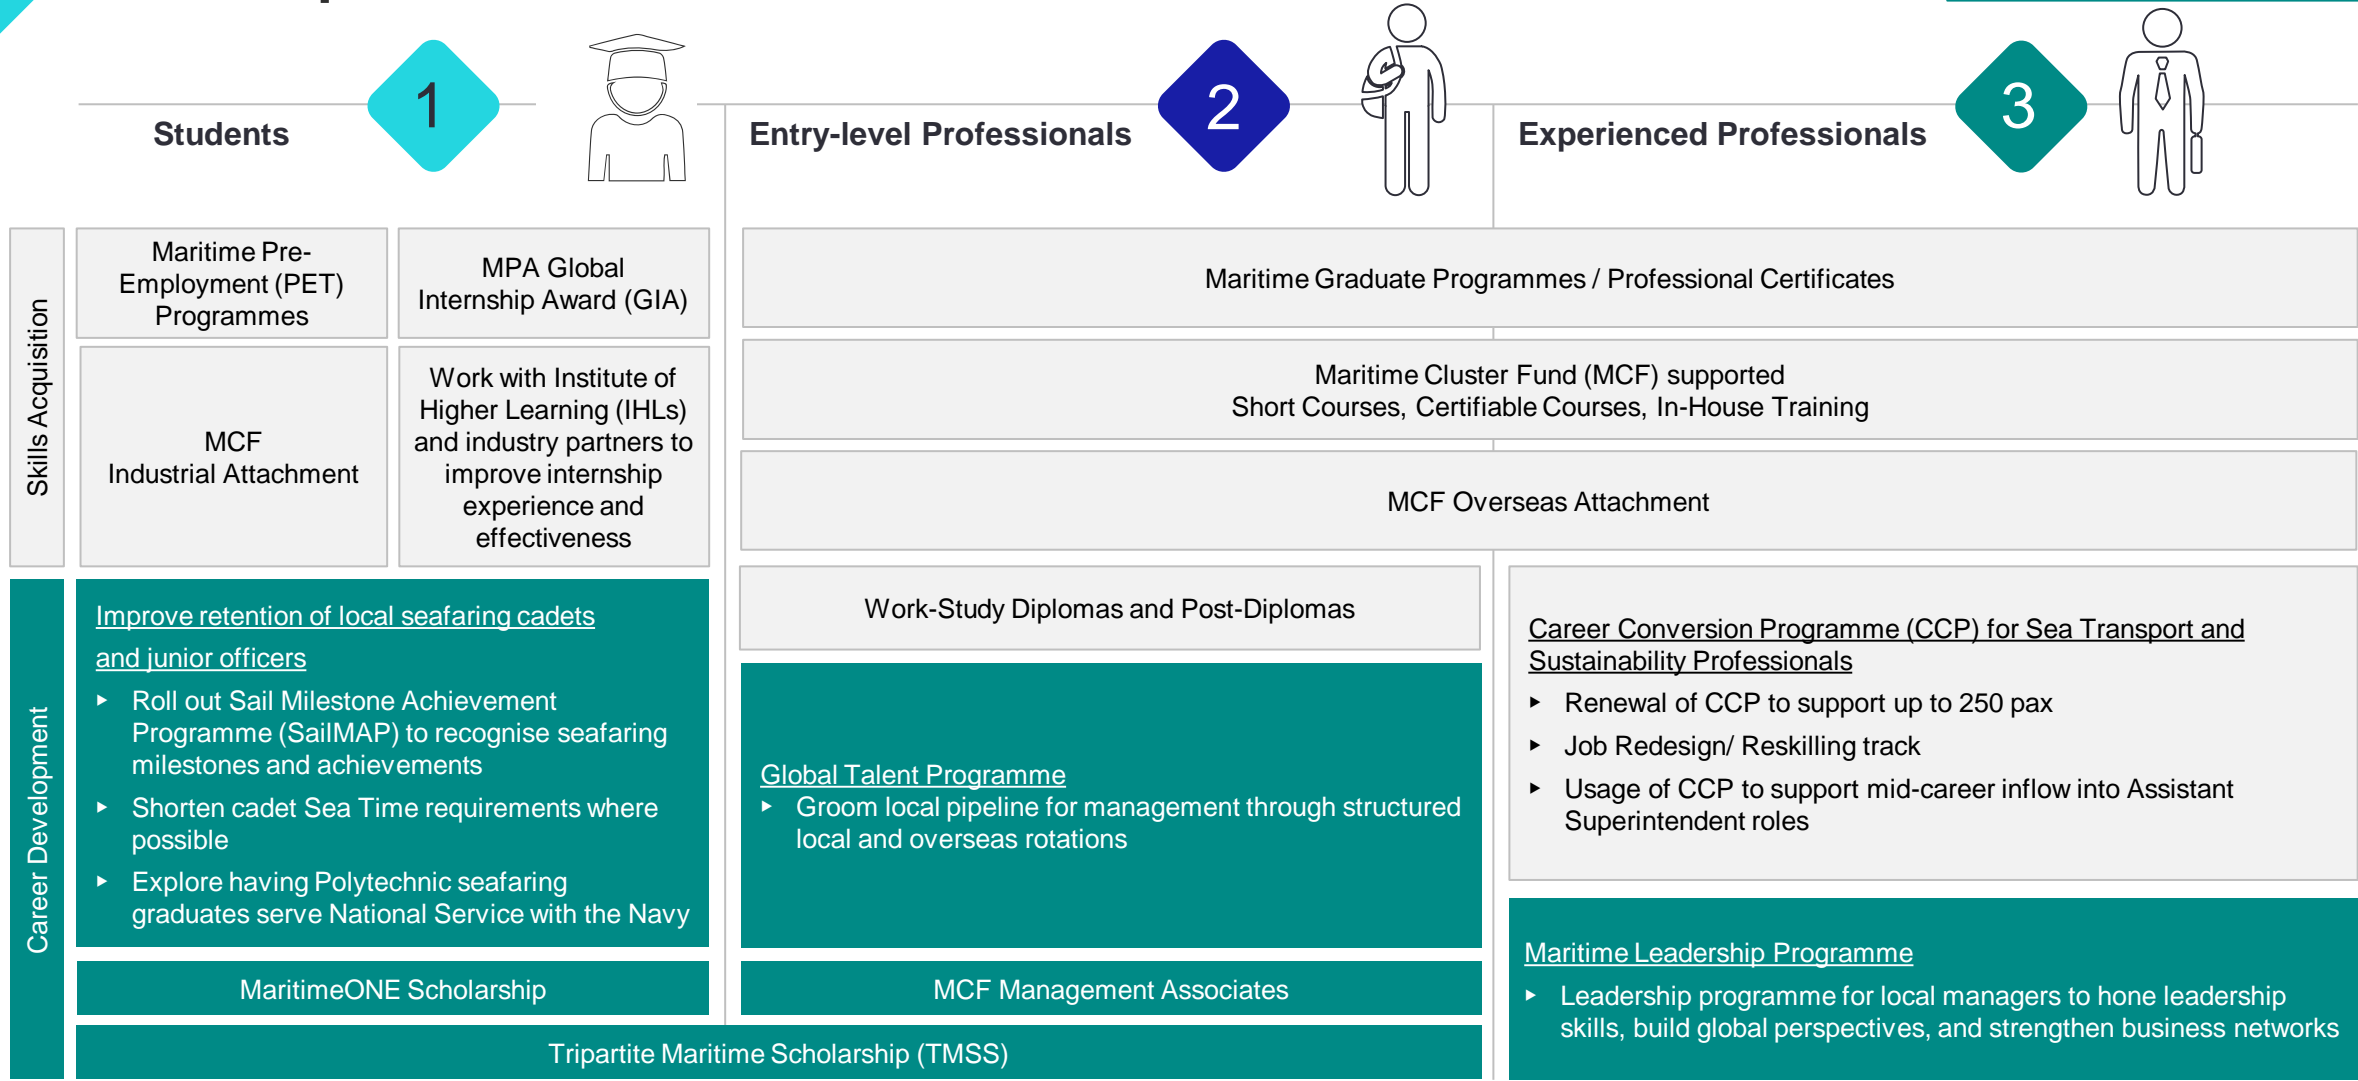 1
2
3
Students
Entry-level Professionals
Experienced Professionals
Skills Acquisition
Maritime Pre-
Employment (PET)
Programmes
MPA Global
Internship Award (GIA)
Maritime Graduate Programmes / Professional Certificates
MCF
Industrial Attachment
Work with Institute of
Higher Learning (IHLs)
and industry partners to
improve internship
experience and
effectiveness
Maritime Cluster Fund (MCF) supported
Short Courses, Certifiable Courses, In-House Training
MCF Overseas Attachment
Career Development
Improve retention of local seafaring cadets
and junior officers
▸ Roll out Sail Milestone Achievement
Programme (SailMAP) to recognise seafaring
milestones and achievements
▸ Shorten cadet Sea Time requirements where
possible
▸ Explore having Polytechnic seafaring
graduates serve National Service with the Navy
MaritimeONE Scholarship
Work-Study Diplomas and Post-Diplomas
Global Talent Programme
▸ Groom local pipeline for management through structured
local and overseas rotations
MCF Management Associates
Tripartite Maritime Scholarship (TMSS)
Career Conversion Programme (CCP) for Sea Transport and
Sustainability Professionals
▸ Renewal of CCP to support up to 250 pax
▸ Job Redesign/ Reskilling track
▸ Usage of CCP to support mid-career inflow into Assistant
Superintendent roles
Maritime Leadership Programme
▸ Leadership programme for local managers to hone leadership
skills, build global perspectives, and strengthen business networks